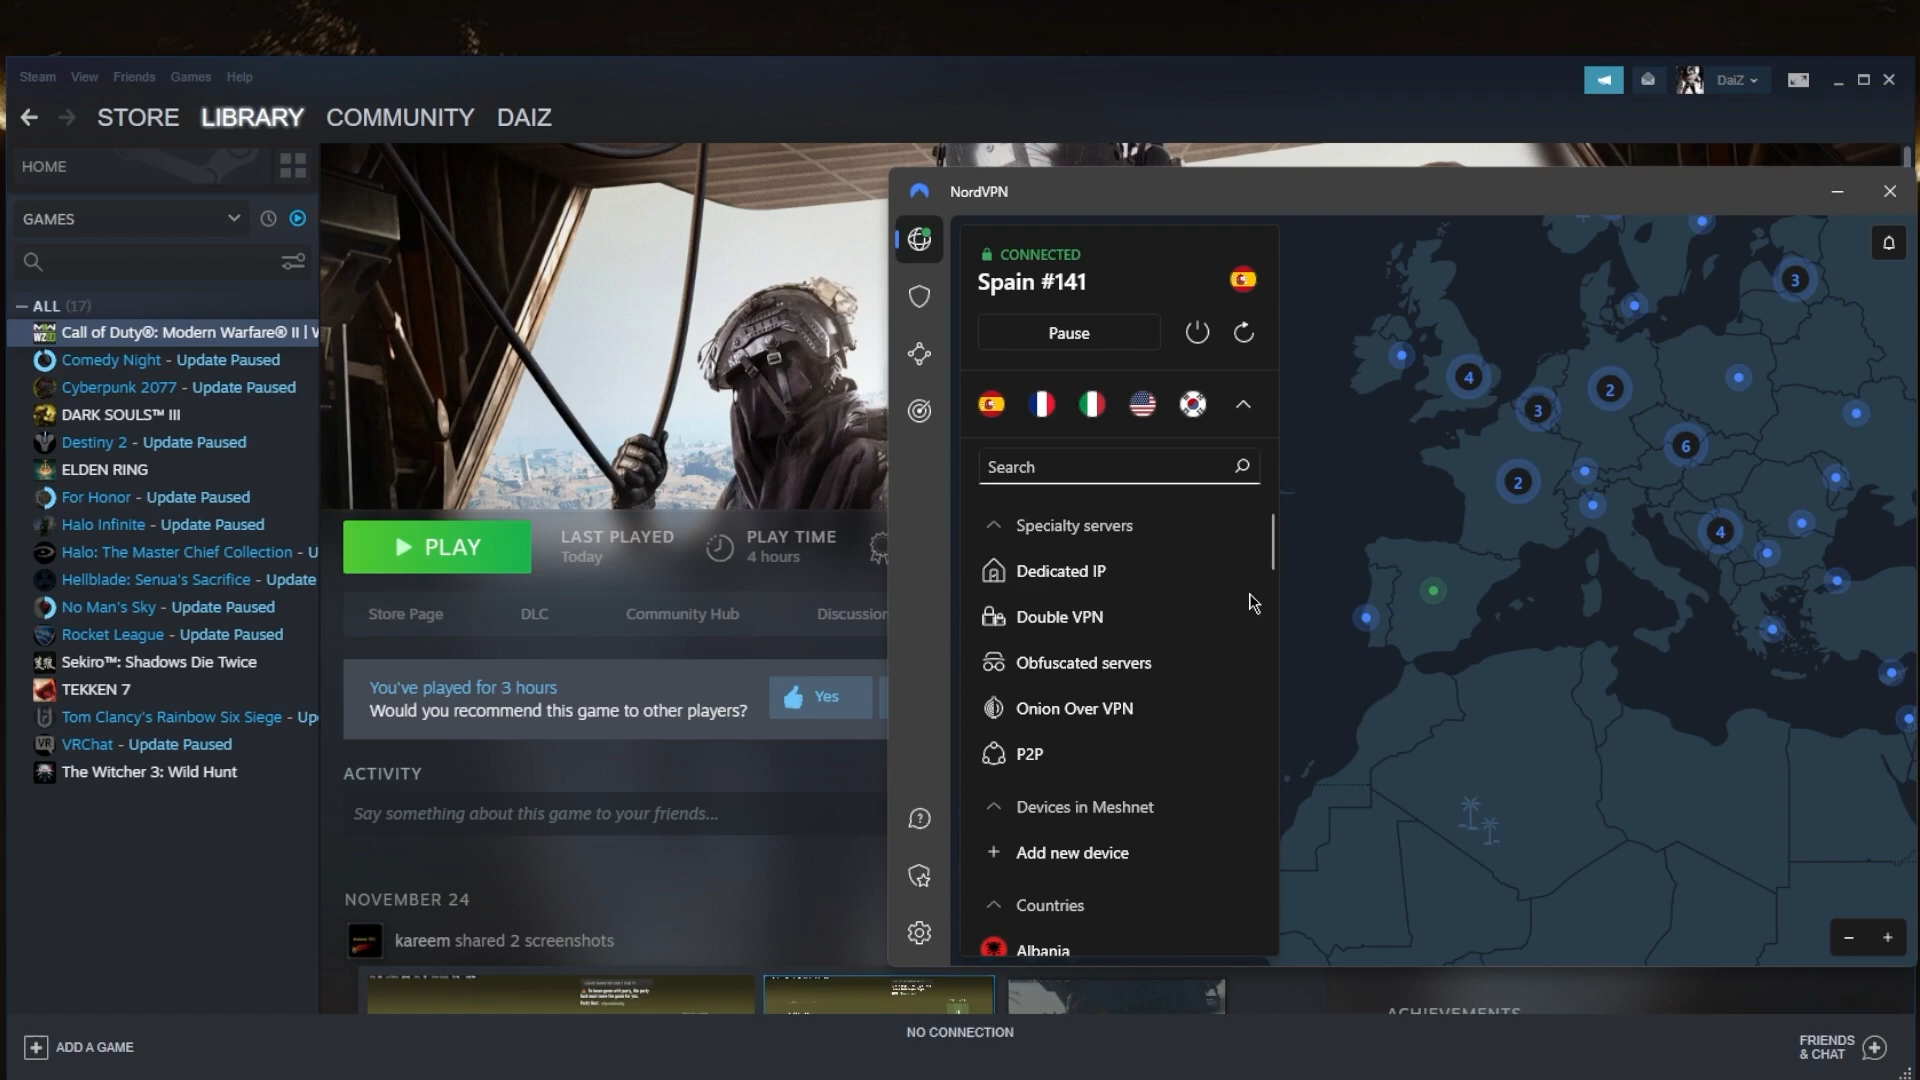 Steam View Friends Games Help
DaiZ
STORE LIBRARY COMMUNITY DAIZ
HOME
GAMES
ALL (17)
Call of Duty®: Modern Warfare® II | V
Comedy Night - Update Paused
Cyberpunk 2077 - Update Paused
DARK SOULS™ III
Destiny 2 - Update Paused
ELDEN RING
For Honor - Update Paused
Halo Infinite - Update Paused
Halo: The Master Chief Collection - U
Hellblade: Senua's Sacrifice - Update
No Man's Sky - Update Paused
Rocket League - Update Paused
Sekiro™: Shadows Die Twice
TEKKEN 7
Tom Clancy's Rainbow Six Siege - Up
VRChat - Update Paused
The Witcher 3: Wild Hunt
PLAY
LAST PLAYED
Today
PLAY TIME
4 hours
Store Page DLC Community Hub Discussion
You've played for 3 hours
Would you recommend this game to other players?
Yes
ACTIVITY
Say something about this game to your friends...
NOVEMBER 24
kareem shared 2 screenshots
ACHIEVEMENTS
NordVPN
CONNECTED
Spain #141
Pause
Search
Specialty servers
Dedicated IP
Double VPN
Obfuscated servers
Onion Over VPN
P2P
Devices in Meshnet
+ Add new device
Countries
Albania
3
4
3
2
6
2
4
- +
ADD A GAME
NO CONNECTION
FRIENDS
& CHAT